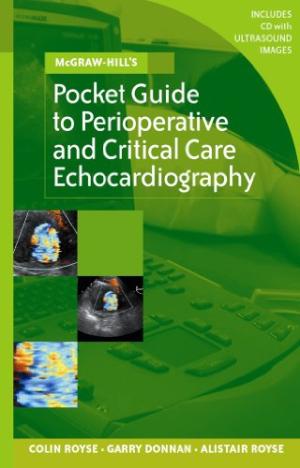 INCLUDES
CD with
ULTRASOUND
IMAGES
McGRAW-HILL'S
Pocket Guide
to Perioperative
and Critical Care
Echocardiography
COLIN ROYSE • GARRY DONNAN • ALISTAIR ROYSE